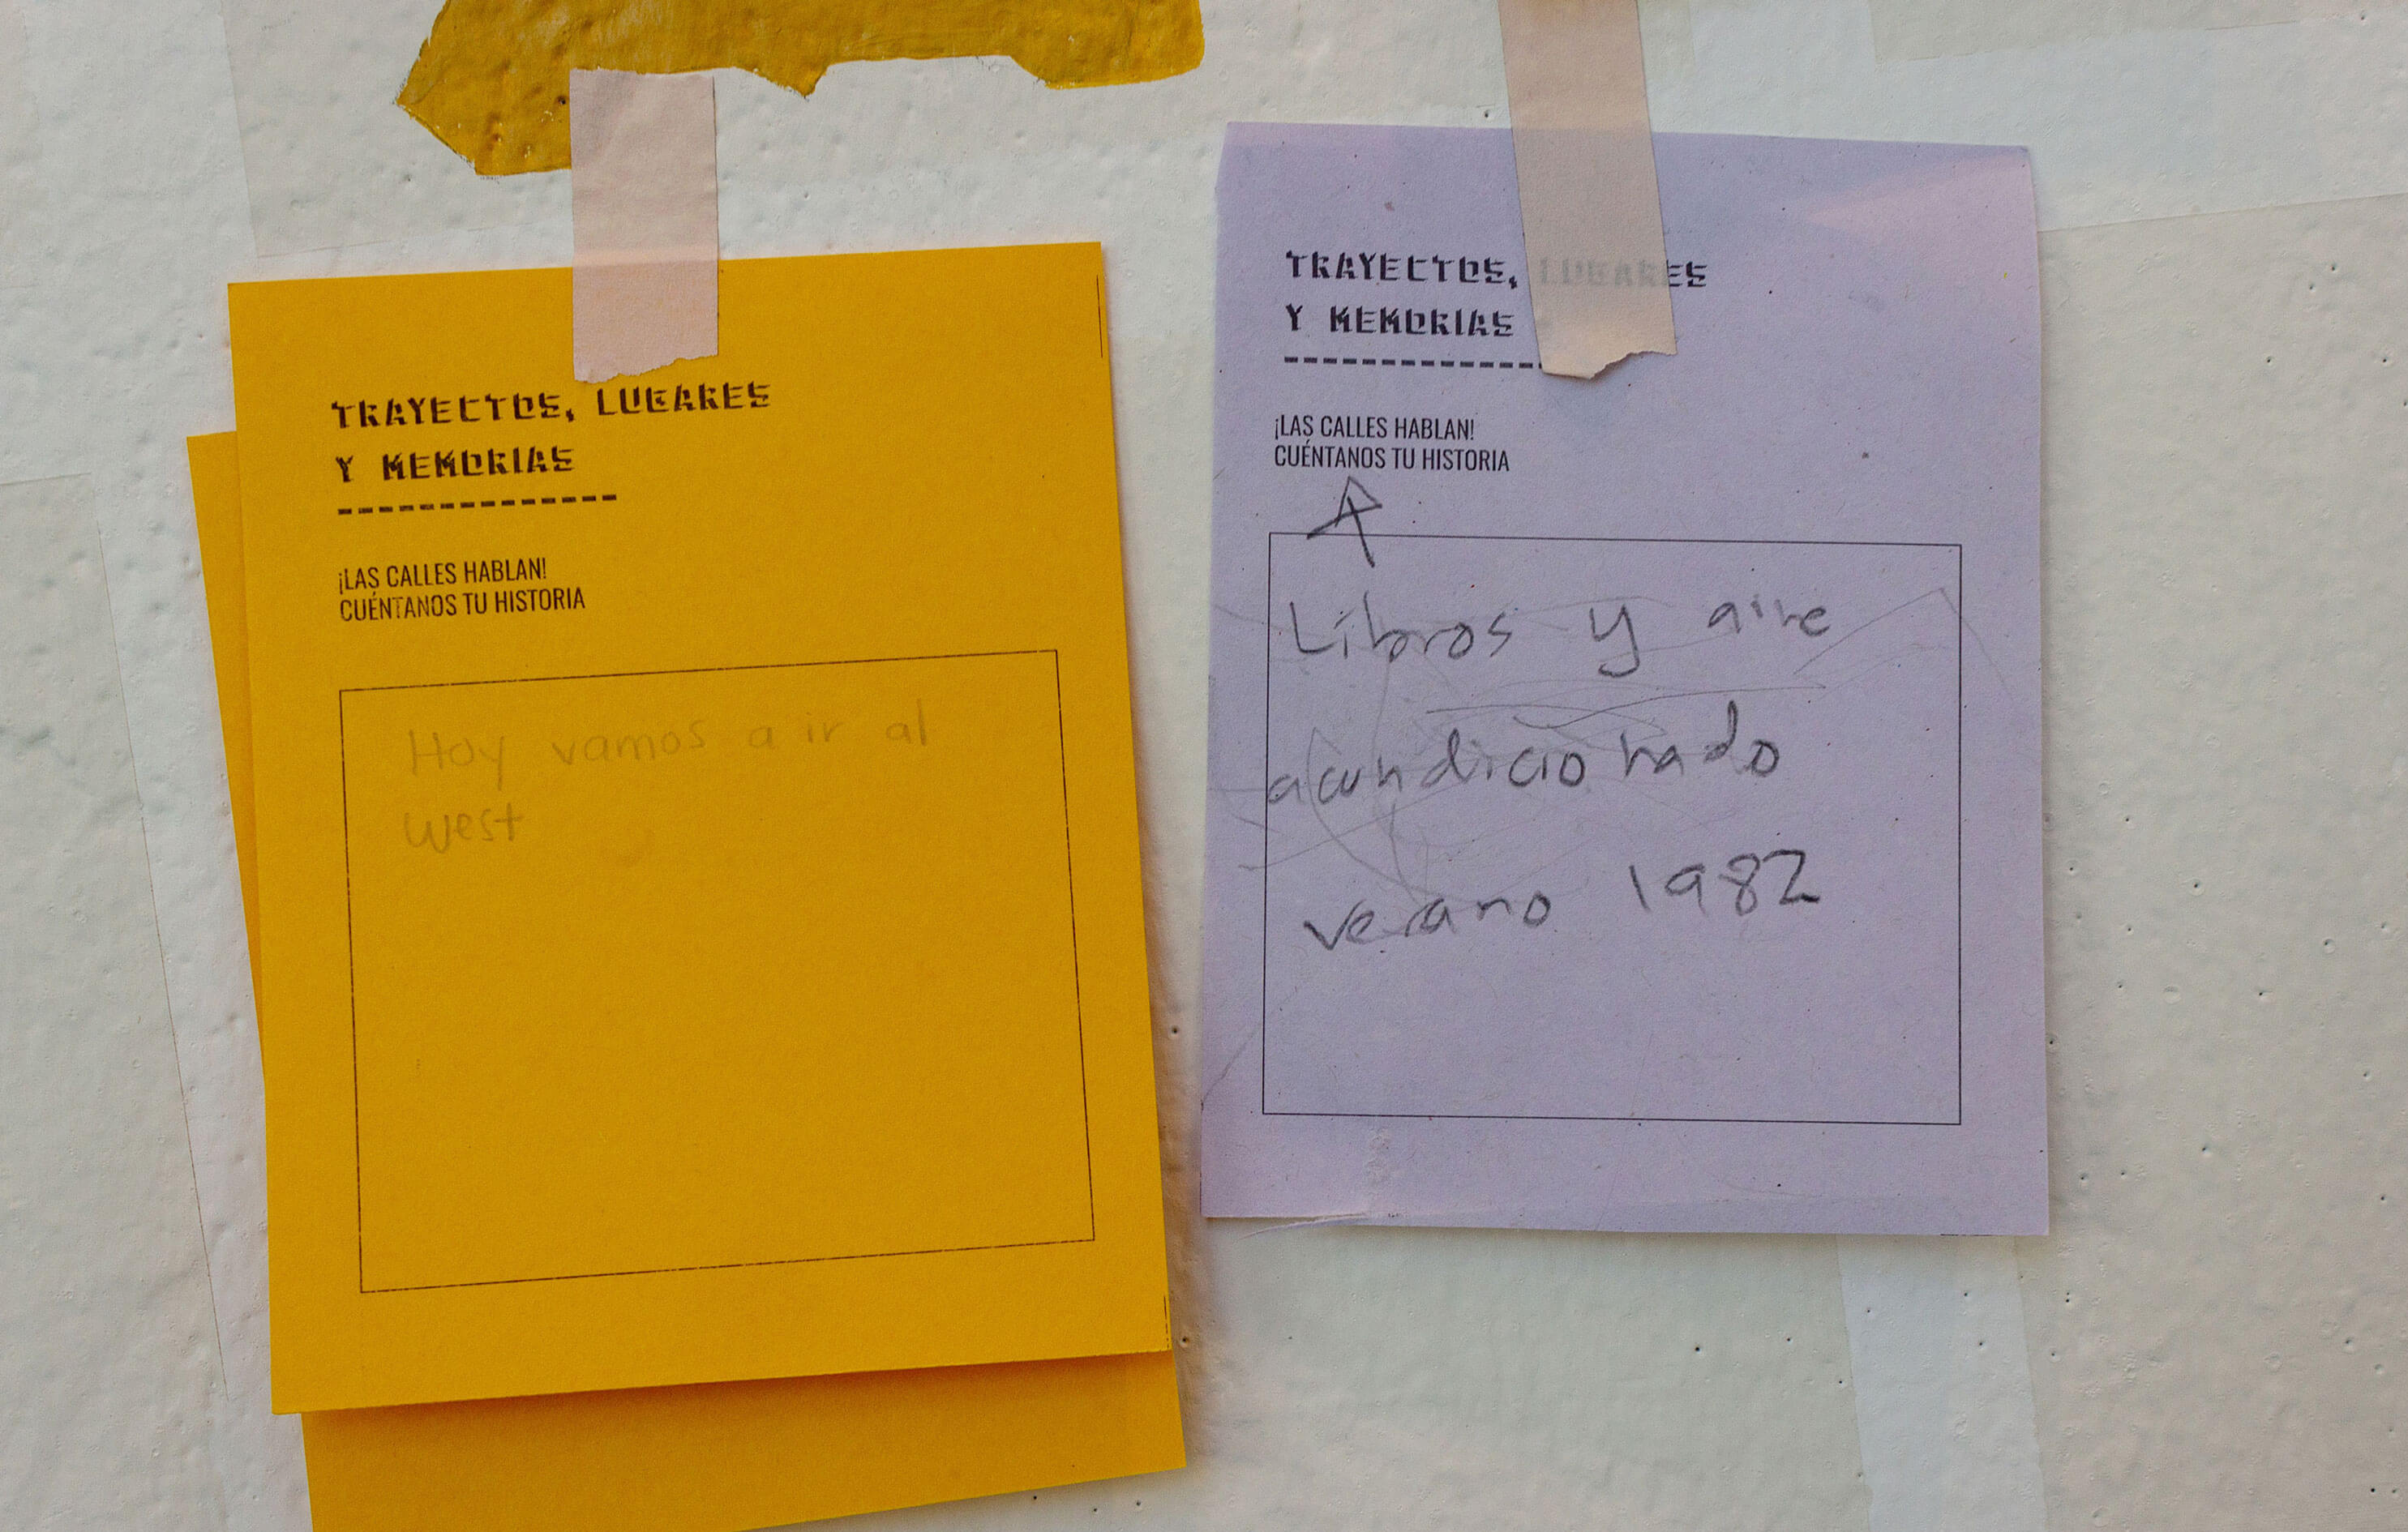 TRAYECTOS, LUGARES
Y MEMORIAS
¡LAS CALLES HABLAN!
CUÉNTANOS TU HISTORIA
Hoy vamos a ir al
west
TRAYECTOS, LUGARES
Y MEMORIAS
¡LAS CALLES HABLAN!
CUÉNTANOS TU HISTORIA
Libros y aire
acondicionado
verano 1982